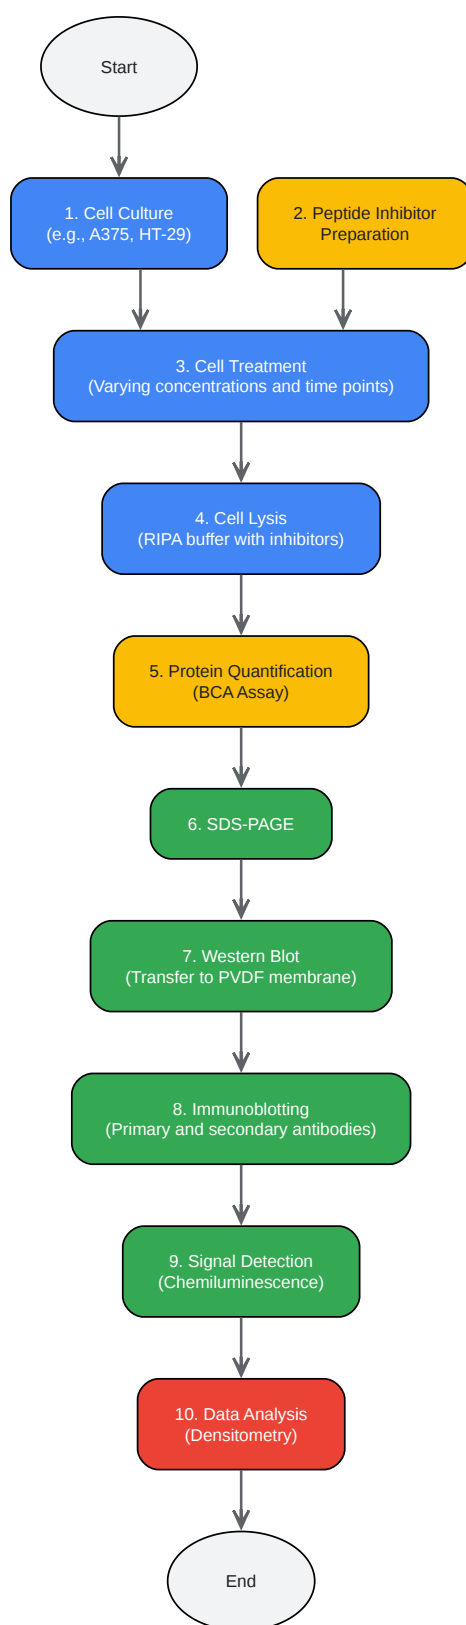 Start
1. Cell Culture
(e.g., A375, HT-29)
2. Peptide Inhibitor
Preparation
3. Cell Treatment
(Varying concentrations and time points)
4. Cell Lysis
(RIPA buffer with inhibitors)
5. Protein Quantification
(BCA Assay)
6. SDS-PAGE
7. Western Blot
(Transfer to PVDF membrane)
8. Immunoblotting
(Primary and secondary antibodies)
9. Signal Detection
(Chemiluminescence)
10. Data Analysis
(Densitometry)
End